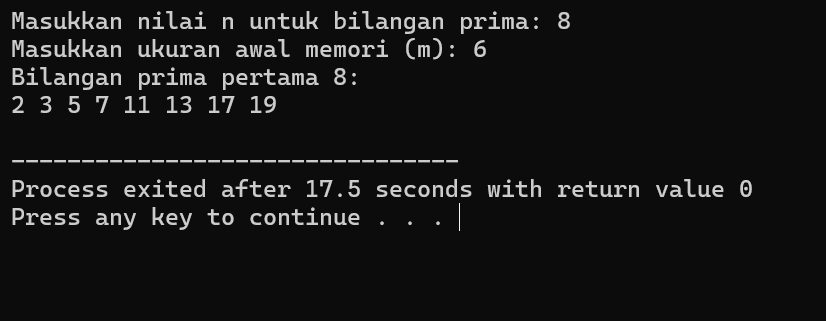 Masukkan nilai n untuk bilangan prima: 8
Masukkan ukuran awal memori (m): 6
Bilangan prima pertama 8:
2 3 5 7 11 13 17 19
--------------------------------
Process exited after 17.5 seconds with return value 0
Press any key to continue . . .